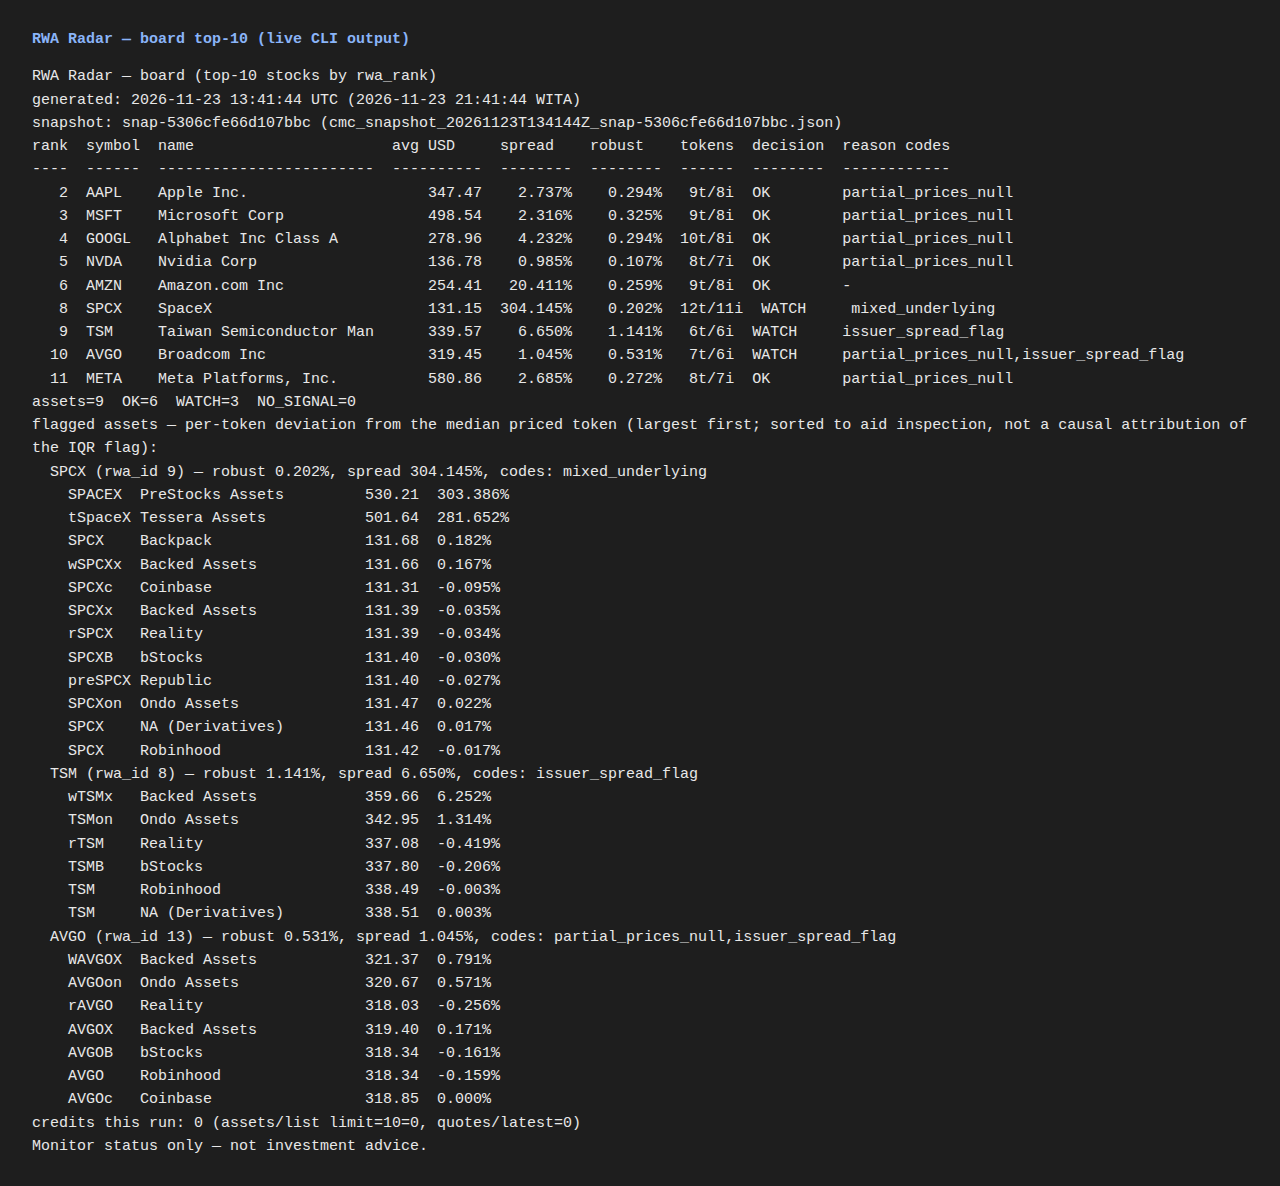 RWA Radar — board top-10 (live CLI output)
RWA Radar — board (top-10 stocks by rwa_rank)
generated: 2026-11-23 13:41:44 UTC (2026-11-23 21:41:44 WITA)
snapshot: snap-5306cfe66d107bbc (cmc_snapshot_20261123T134144Z_snap-5306cfe66d107bbc.json)
rank  symbol  name                      avg USD     spread    robust    tokens  decision  reason codes
----  ------  ------------------------  ----------  --------  --------  ------  --------  ------------
   2  AAPL    Apple Inc.                    347.47    2.737%    0.294%   9t/8i  OK        partial_prices_null
   3  MSFT    Microsoft Corp                498.54    2.316%    0.325%   9t/8i  OK        partial_prices_null
   4  GOOGL   Alphabet Inc Class A          278.96    4.232%    0.294%  10t/8i  OK        partial_prices_null
   5  NVDA    Nvidia Corp                   136.78    0.985%    0.107%   8t/7i  OK        partial_prices_null
   6  AMZN    Amazon.com Inc                254.41   20.411%    0.259%   9t/8i  OK        -
   8  SPCX    SpaceX                        131.15  304.145%    0.202%  12t/11i  WATCH     mixed_underlying
   9  TSM     Taiwan Semiconductor Man      339.57    6.650%    1.141%   6t/6i  WATCH     issuer_spread_flag
  10  AVGO    Broadcom Inc                  319.45    1.045%    0.531%   7t/6i  WATCH     partial_prices_null,issuer_spread_flag
  11  META    Meta Platforms, Inc.          580.86    2.685%    0.272%   8t/7i  OK        partial_prices_null
assets=9  OK=6  WATCH=3  NO_SIGNAL=0
flagged assets — per-token deviation from the median priced token (largest first; sorted to aid inspection, not a causal attribution of
the IQR flag):
  SPCX (rwa_id 9) — robust 0.202%, spread 304.145%, codes: mixed_underlying
    SPACEX  PreStocks Assets         530.21  303.386%
    tSpaceX Tessera Assets           501.64  281.652%
    SPCX    Backpack                 131.68  0.182%
    wSPCXx  Backed Assets            131.66  0.167%
    SPCXc   Coinbase                 131.31  -0.095%
    SPCXx   Backed Assets            131.39  -0.035%
    rSPCX   Reality                  131.39  -0.034%
    SPCXB   bStocks                  131.40  -0.030%
    preSPCX Republic                 131.40  -0.027%
    SPCXon  Ondo Assets              131.47  0.022%
    SPCX    NA (Derivatives)         131.46  0.017%
    SPCX    Robinhood                131.42  -0.017%
  TSM (rwa_id 8) — robust 1.141%, spread 6.650%, codes: issuer_spread_flag
    wTSMx   Backed Assets            359.66  6.252%
    TSMon   Ondo Assets              342.95  1.314%
    rTSM    Reality                  337.08  -0.419%
    TSMB    bStocks                  337.80  -0.206%
    TSM     Robinhood                338.49  -0.003%
    TSM     NA (Derivatives)         338.51  0.003%
  AVGO (rwa_id 13) — robust 0.531%, spread 1.045%, codes: partial_prices_null,issuer_spread_flag
    WAVGOX  Backed Assets            321.37  0.791%
    AVGOon  Ondo Assets              320.67  0.571%
    rAVGO   Reality                  318.03  -0.256%
    AVGOX   Backed Assets            319.40  0.171%
    AVGOB   bStocks                  318.34  -0.161%
    AVGO    Robinhood                318.34  -0.159%
    AVGOc   Coinbase                 318.85  0.000%
credits this run: 0 (assets/list limit=10=0, quotes/latest=0)
Monitor status only — not investment advice.